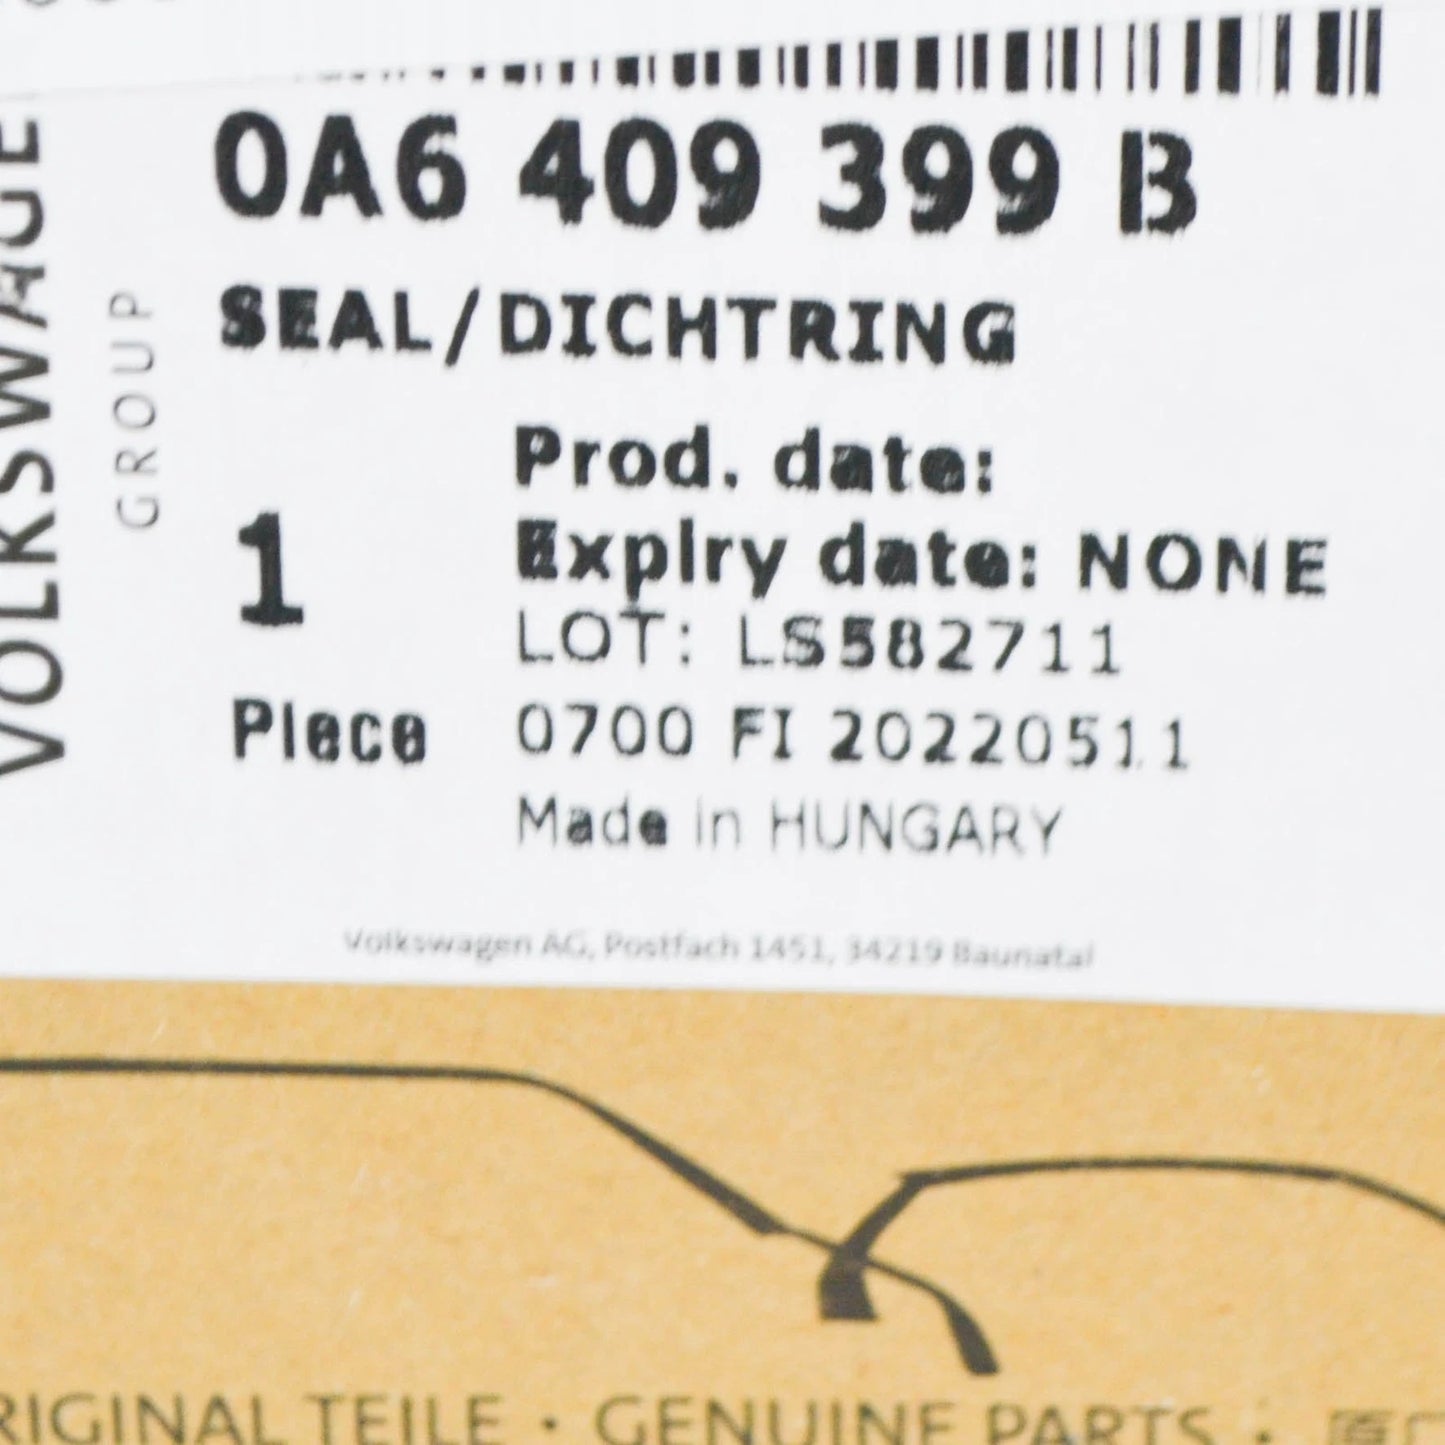 0A6 409 399 B
SEAL/DICHTRING
Prod. date:
Expiry date: NONE
LOT: LS582711
0700 FI 20220511
Made in HUNGARY
1
Piece
GROUP
Volkswagen AG, Postfach 1451, 34219 Baunatal
RIGINAL TEILE · GENUINE PARTS ·